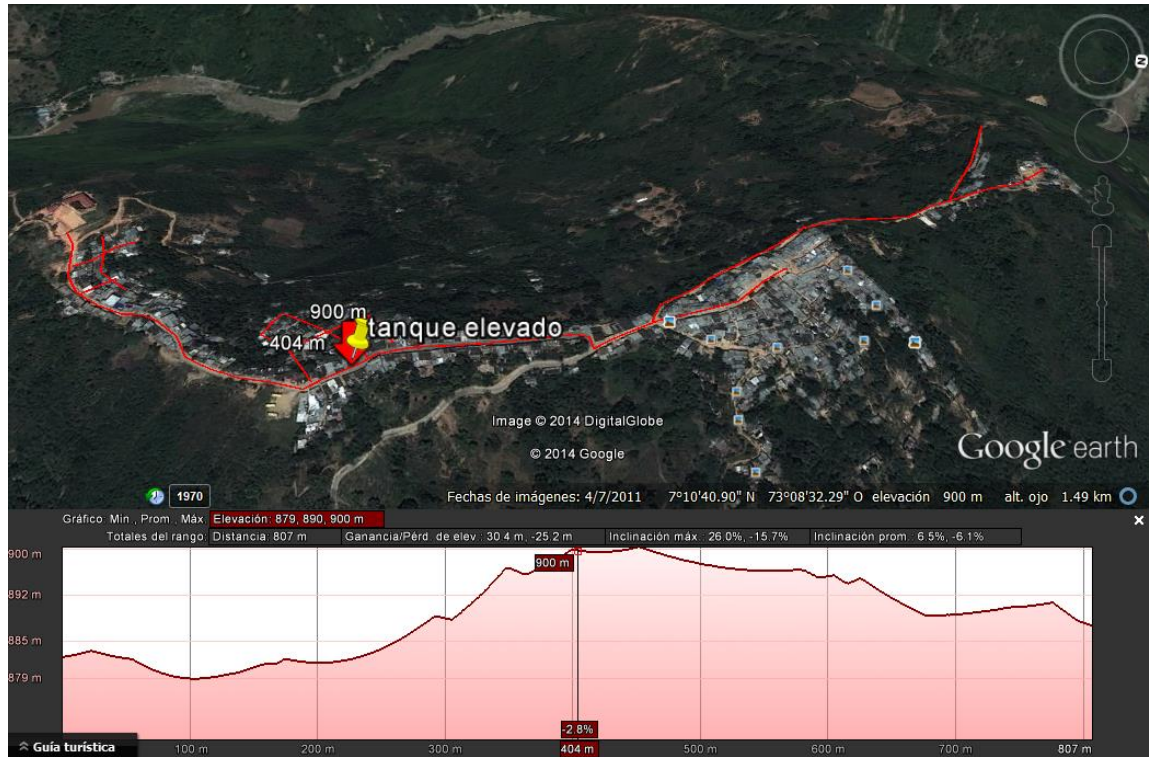 N
900 m
tanque elevado
404 m
Image © 2014 DigitalGlobe
© 2014 Google
Google earth
1970
Fechas de imágenes: 4/7/2011 7°10'40.90" N 73°08'32.29" O elevación 900 m alt. ojo 1.49 km
Gráfico: Mín., Prom., Máx. Elevación: 879, 890, 900 m
Totales del rango: Distancia: 807 m Ganancia/Pérd. de elev.: 30.4 m, -25.2 m Inclinación máx.: 26.0%, -15.7% Inclinación prom.: 6.5%, -6.1%
900 m
900 m
892 m
885 m
879 m
-2.8%
Guía turística 100 m 200 m 300 m 404 m 500 m 600 m 700 m 807 m